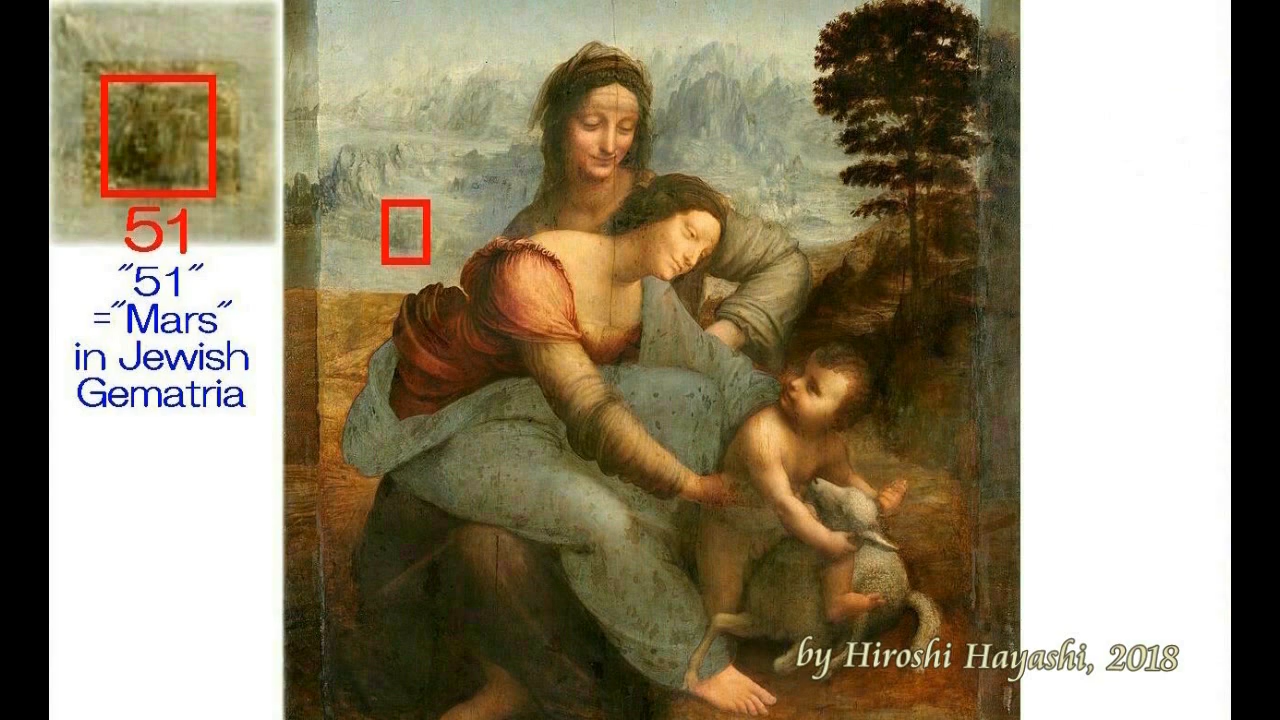 51
"51"
="Mars"
in Jewish
Gematria
by Hiroshi Hayashi, 2018